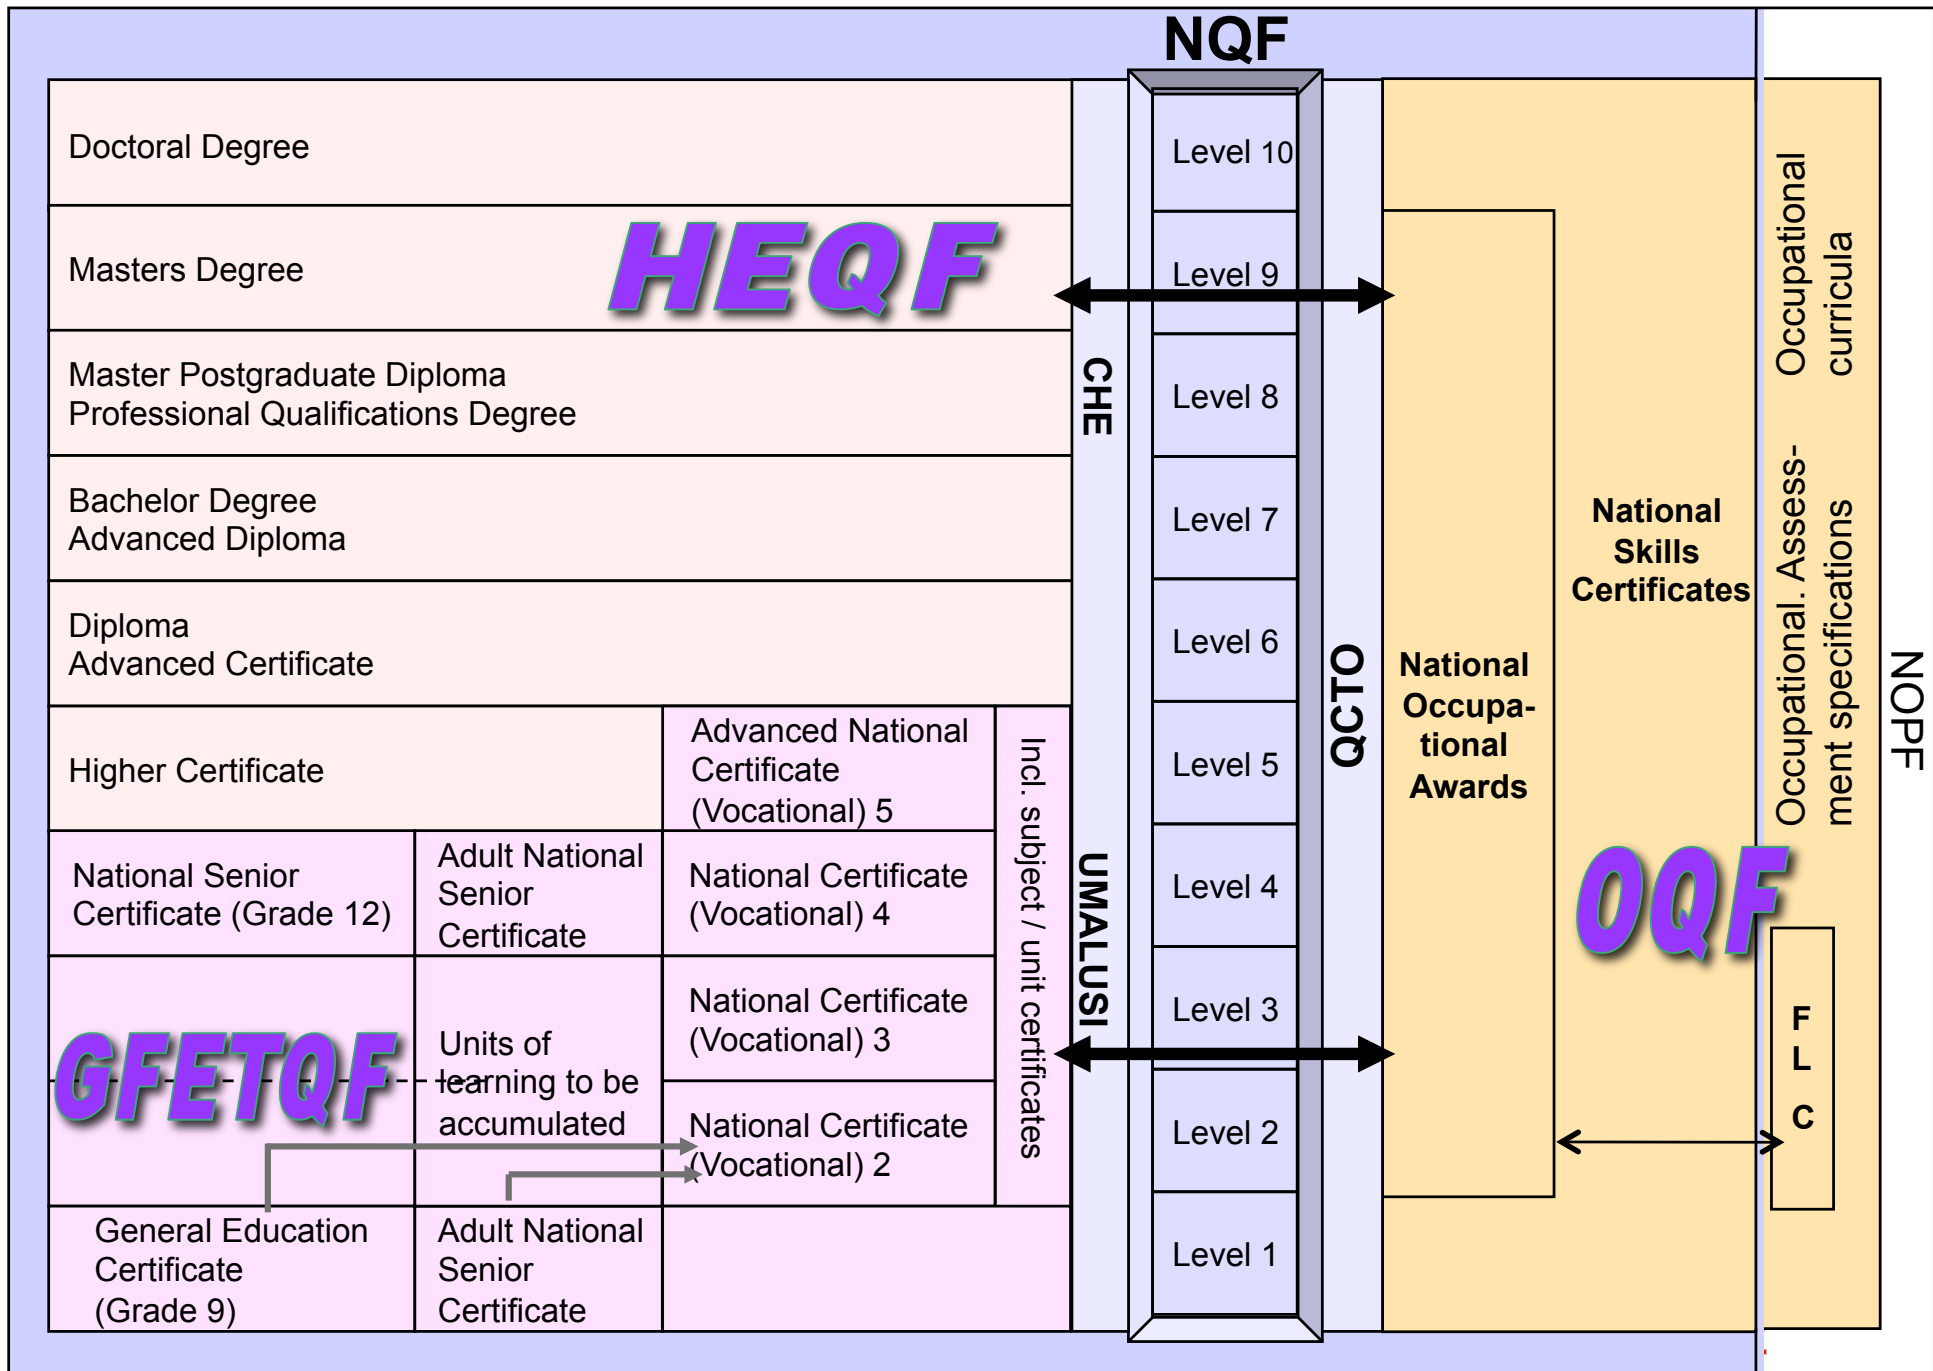 NQF
Doctoral Degree
Masters Degree
HEQF
Master Postgraduate Diploma
Professional Qualifications Degree
Bachelor Degree
Advanced Diploma
Diploma
Advanced Certificate
Higher Certificate
Advanced National
Certificate
(Vocational) 5
National Senior
Certificate (Grade 12)
Adult National
Senior
Certificate
National Certificate
(Vocational) 4
GFETQF
Units of
learning to be
accumulated
National Certificate
(Vocational) 3
National Certificate
(Vocational) 2
General Education
Certificate
(Grade 9)
Adult National
Senior
Certificate
Incl. subject / unit certificates
CHE
UMALUSI
Level 10
Level 9
Level 8
Level 7
Level 6
Level 5
Level 4
Level 3
Level 2
Level 1
QCTO
National
Occupa-
tional
Awards
National
Skills
Certificates
OQF
Occupational
curricula
Occupational. Assess-
ment specifications
F
L
C
NOPF